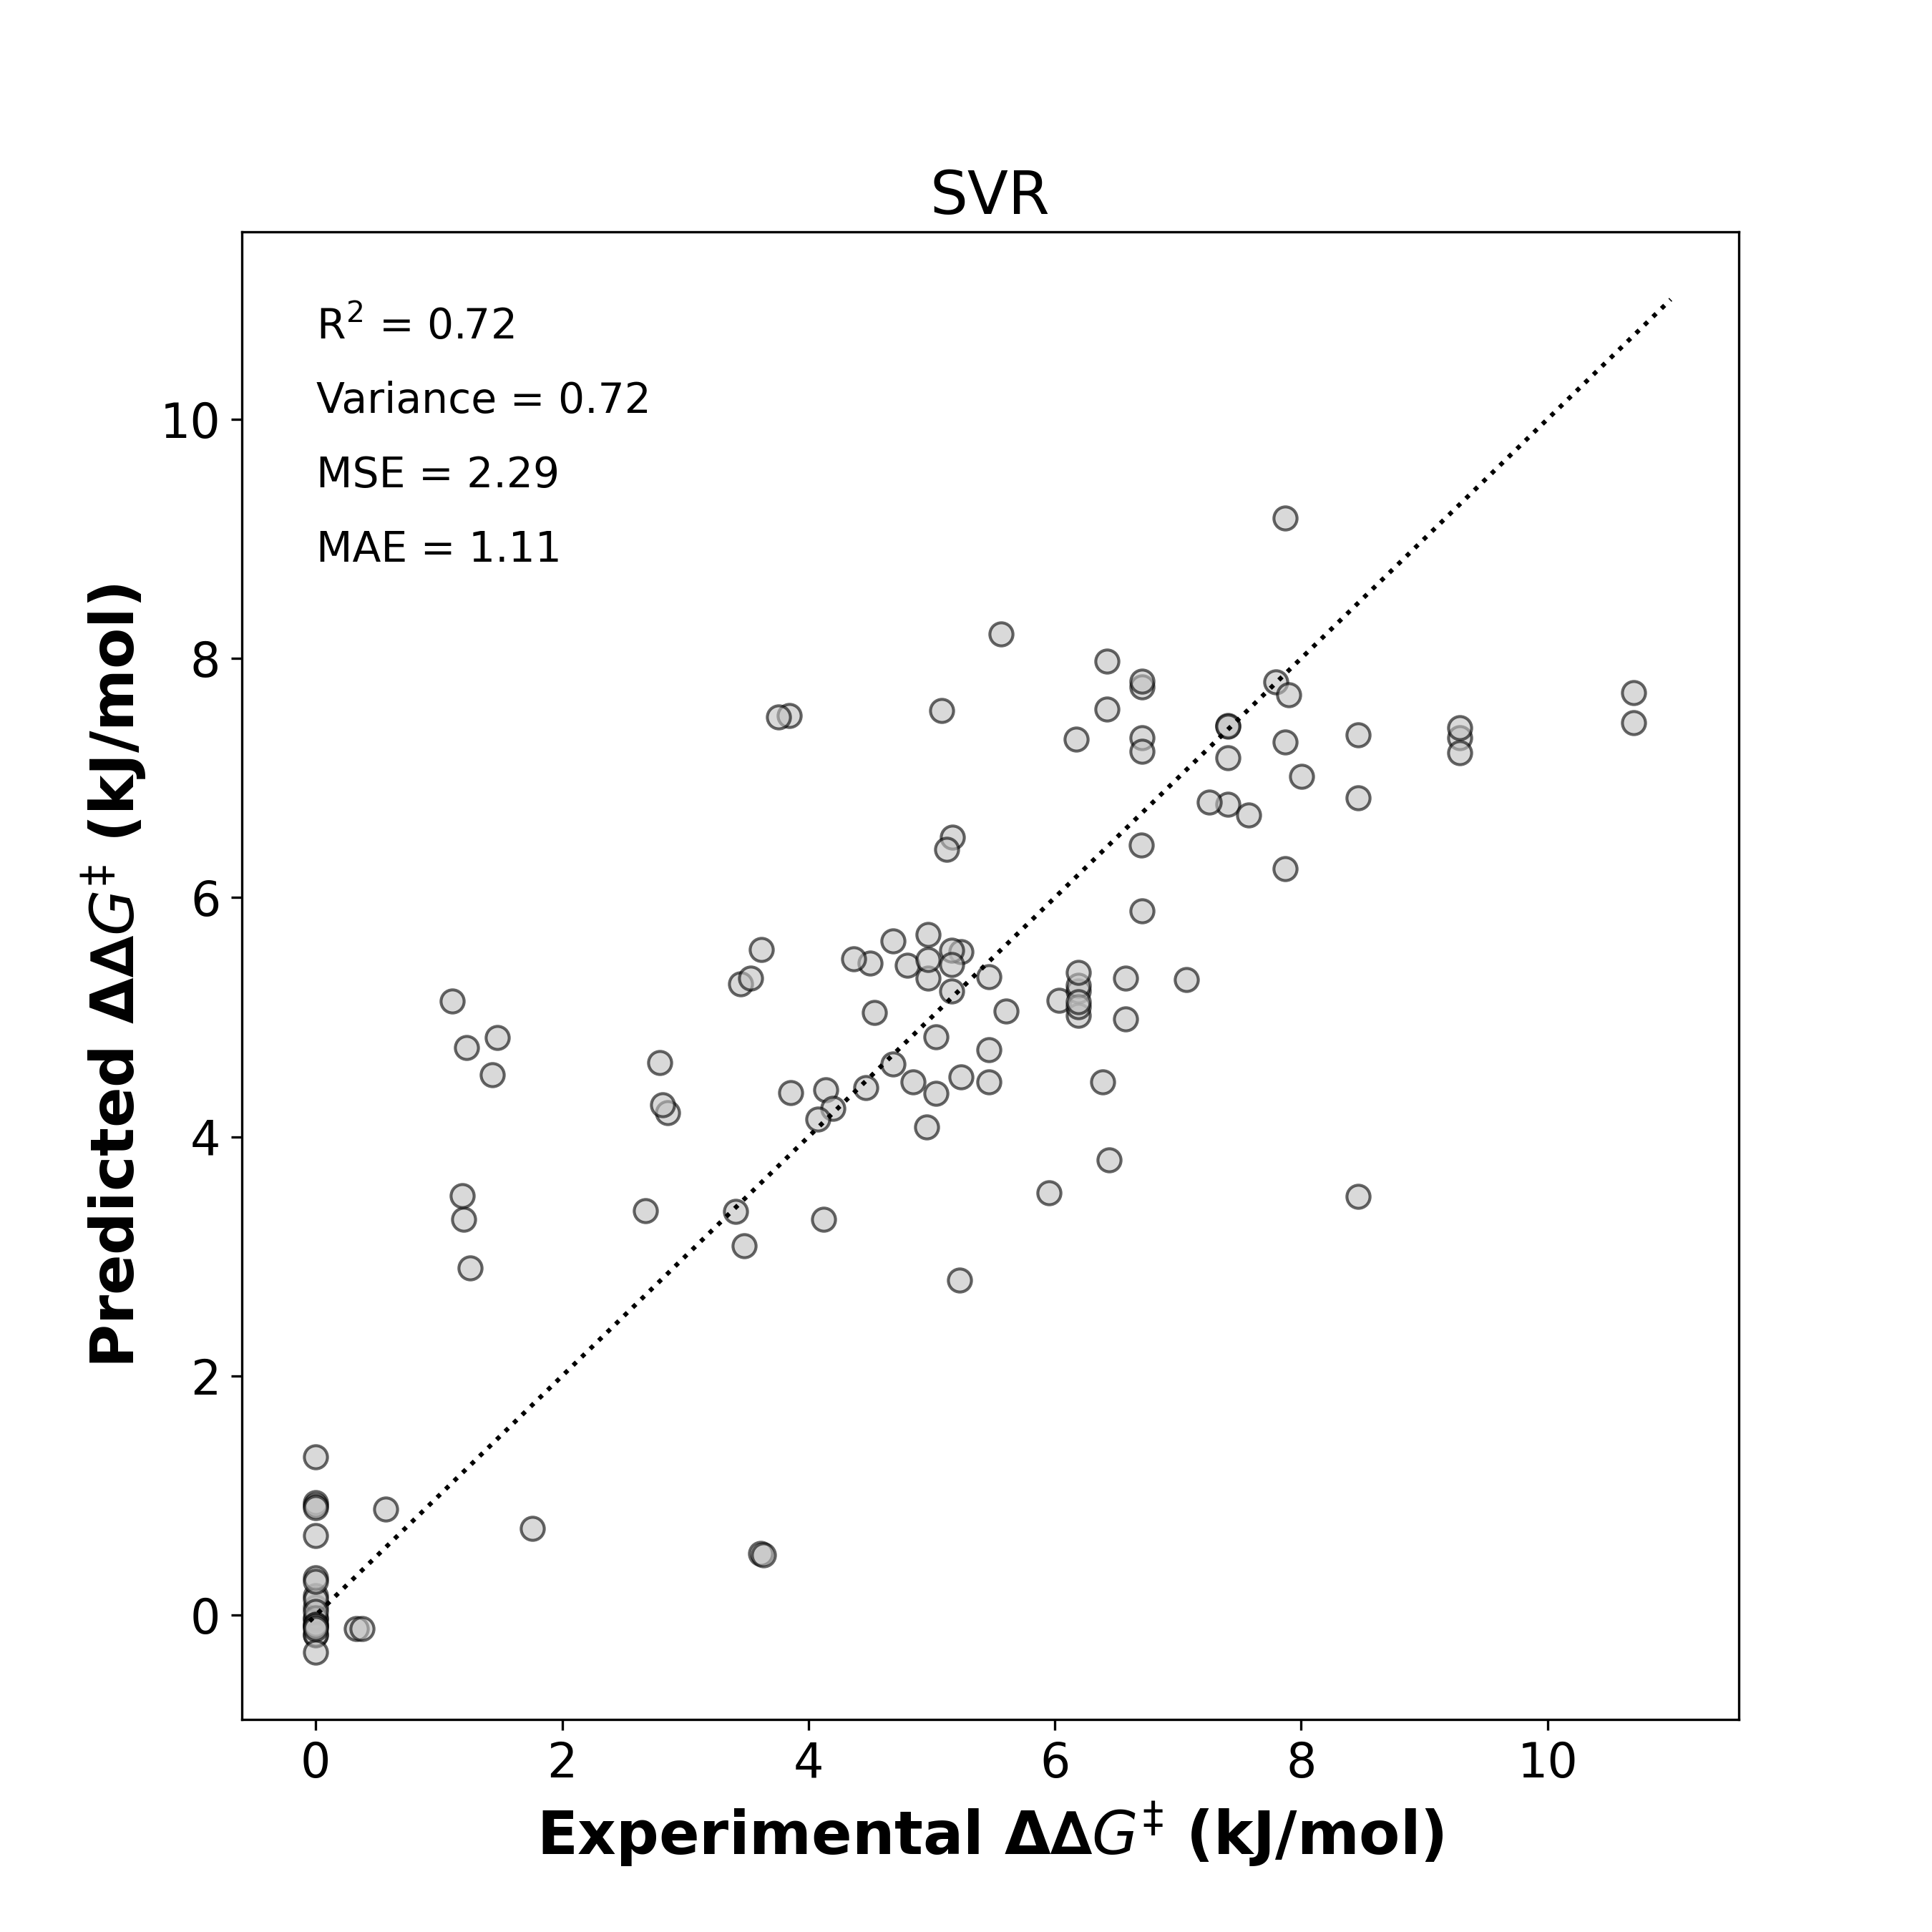 SVR
R² = 0.72
Variance = 0.72
MSE = 2.29
MAE = 1.11
Predicted ΔΔG‡ (kJ/mol)
10
8
6
4
2
0
0 2 4 6 8 10
Experimental ΔΔG‡ (kJ/mol)